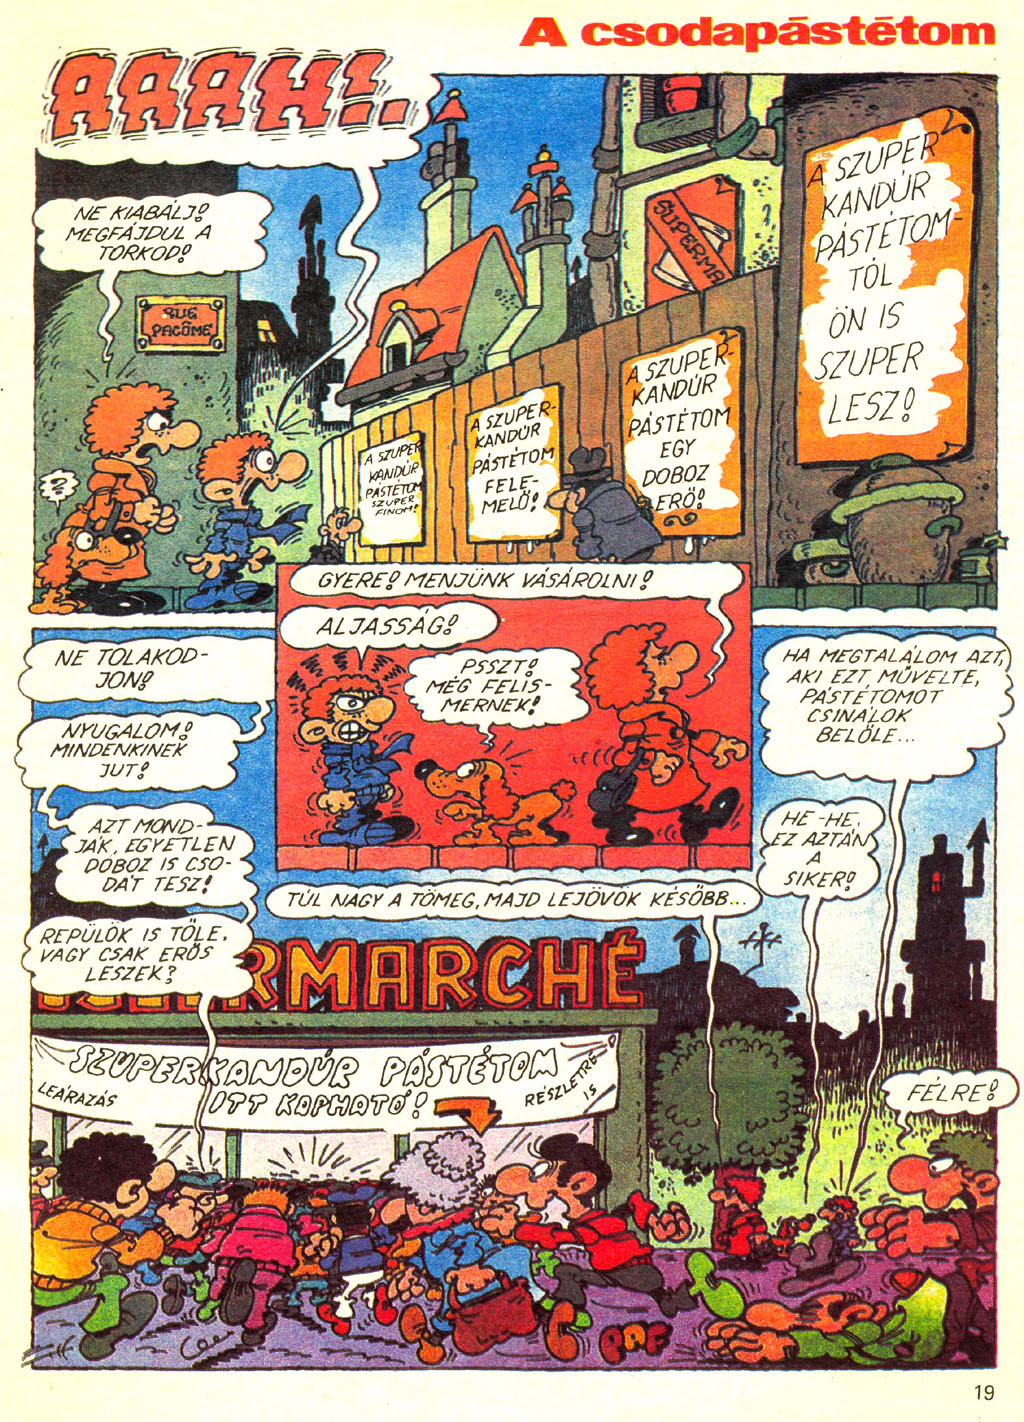 A csodapástétom
AAAH!..
NE KIABÁLJ!
MEGFÁJDUL A
TORKOD!
RUE
PACÔME
?
A SZUPER
KANDÚR
PÁSTÉTOM
SZUPER
FINOM!
A SZUPER-
KANDÚR
PÁSTÉTOM
FELE-
MELŐ!
A SZUPER-
KANDÚR
PÁSTÉTOM
EGY
DOBOZ
ERŐ!
SUPERMA
A SZUPER
KANDÚR
PÁSTÉTOM-
TÓL
ÖN IS
SZUPER
LESZ!
GYERE! MENJÜNK VÁSÁROLNI!
ALJASSÁG!
PSSZT!
MÉG FELIS-
MERNEK!
NE TOLAKOD-
JON!
NYUGALOM!
MINDENKINEK
JUT!
AZT MOND-
JÁK, EGYETLEN
DOBOZ IS CSO-
DÁT TESZ!
REPÜLÖK IS TŐLE,
VAGY CSAK ERŐS
LESZEK?
TÚL NAGY A TÖMEG, MAJD LEJÖVÖK KÉSŐBB...
HE-HE,
EZ AZTÁN
A
SIKER!
HA MEGTALÁLOM AZT,
AKI EZT MŰVELTE,
PÁSTÉTOMOT
CSINÁLOK
BELŐLE...
FÉLRE!
RMARCHÉ
SZUPERKANDÚR PÁSTÉTOM
ITT KAPHATÓ!
LEÁRAZÁS
RÉSZLETRE
IS
PAF
19